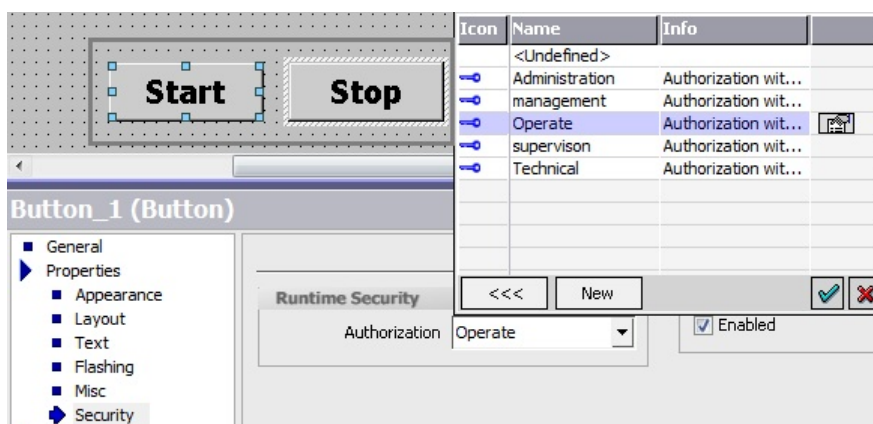 Icon Name Info
<Undefined>
Administration Authorization wit...
management Authorization wit...
Operate Authorization wit...
supervison Authorization wit...
Technical Authorization wit...
<<< New
Start Stop
Button_1 (Button)
General
Properties
Appearance
Layout
Text
Flashing
Misc
Security
Runtime Security
Authorization Operate
Enabled